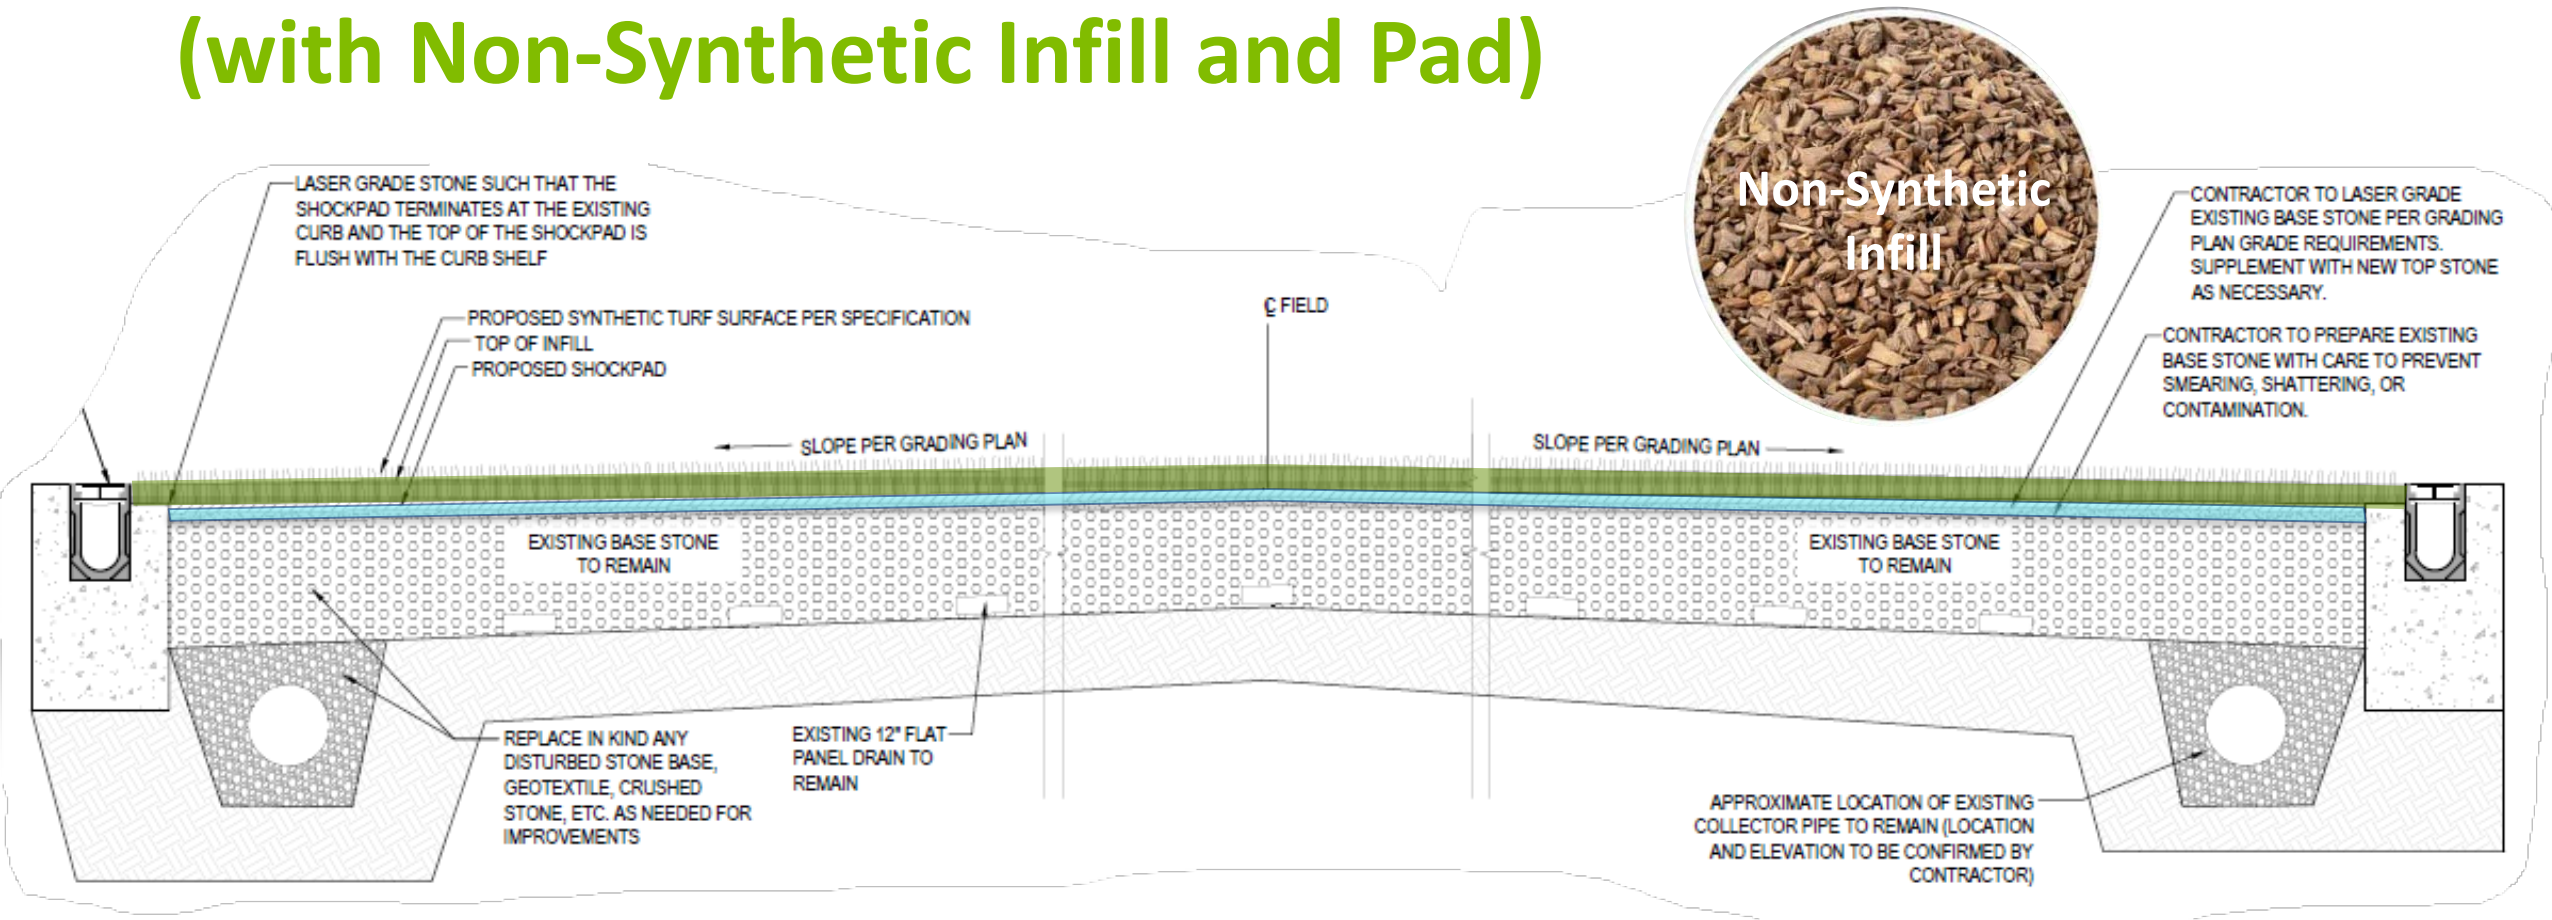 (with Non-Synthetic Infill and Pad)
Non-Synthetic
Infill
LASER GRADE STONE SUCH THAT THE
SHOCKPAD TERMINATES AT THE EXISTING
CURB AND THE TOP OF THE SHOCKPAD IS
FLUSH WITH THE CURB SHELF
PROPOSED SYNTHETIC TURF SURFACE PER SPECIFICATION
TOP OF INFILL
PROPOSED SHOCKPAD
℄ FIELD
CONTRACTOR TO LASER GRADE
EXISTING BASE STONE PER GRADING
PLAN GRADE REQUIREMENTS.
SUPPLEMENT WITH NEW TOP STONE
AS NECESSARY.
CONTRACTOR TO PREPARE EXISTING
BASE STONE WITH CARE TO PREVENT
SMEARING, SHATTERING, OR
CONTAMINATION.
SLOPE PER GRADING PLAN
SLOPE PER GRADING PLAN
EXISTING BASE STONE
TO REMAIN
EXISTING BASE STONE
TO REMAIN
REPLACE IN KIND ANY
DISTURBED STONE BASE,
GEOTEXTILE, CRUSHED
STONE, ETC. AS NEEDED FOR
IMPROVEMENTS
EXISTING 12" FLAT
PANEL DRAIN TO
REMAIN
APPROXIMATE LOCATION OF EXISTING
COLLECTOR PIPE TO REMAIN (LOCATION
AND ELEVATION TO BE CONFIRMED BY
CONTRACTOR)